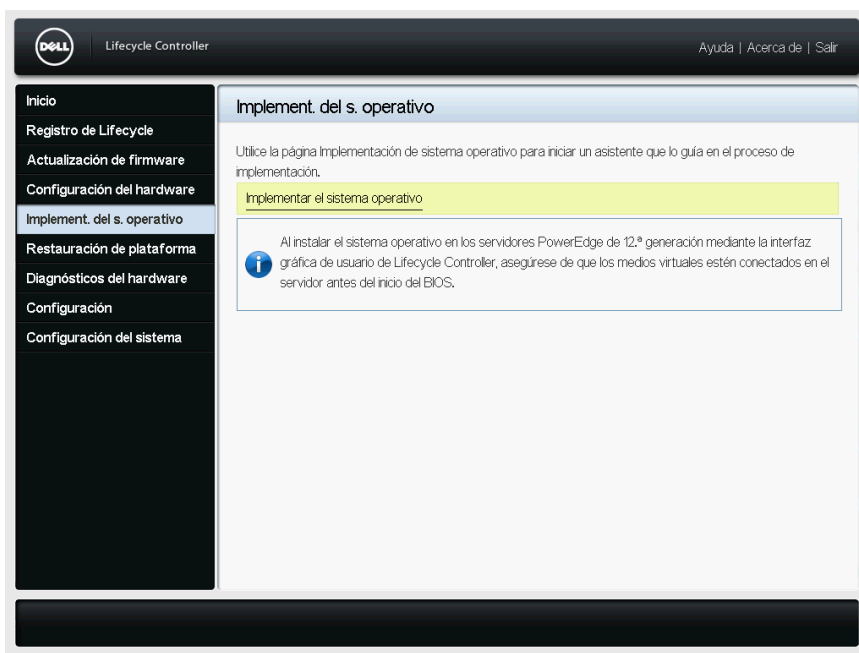 DELL
Lifecycle Controller
Ayuda | Acerca de | Salir
Inicio
Registro de Lifecycle
Actualización de firmware
Configuración del hardware
Implement. del s. operativo
Restauración de plataforma
Diagnósticos del hardware
Configuración
Configuración del sistema
Implement. del s. operativo
Utilice la página Implementación de sistema operativo para iniciar un asistente que lo guía en el proceso de
implementación.
Implementar el sistema operativo
Al instalar el sistema operativo en los servidores PowerEdge de 12.ª generación mediante la interfaz
gráfica de usuario de Lifecycle Controller, asegúrese de que los medios virtuales estén conectados en el
servidor antes del inicio del BIOS.